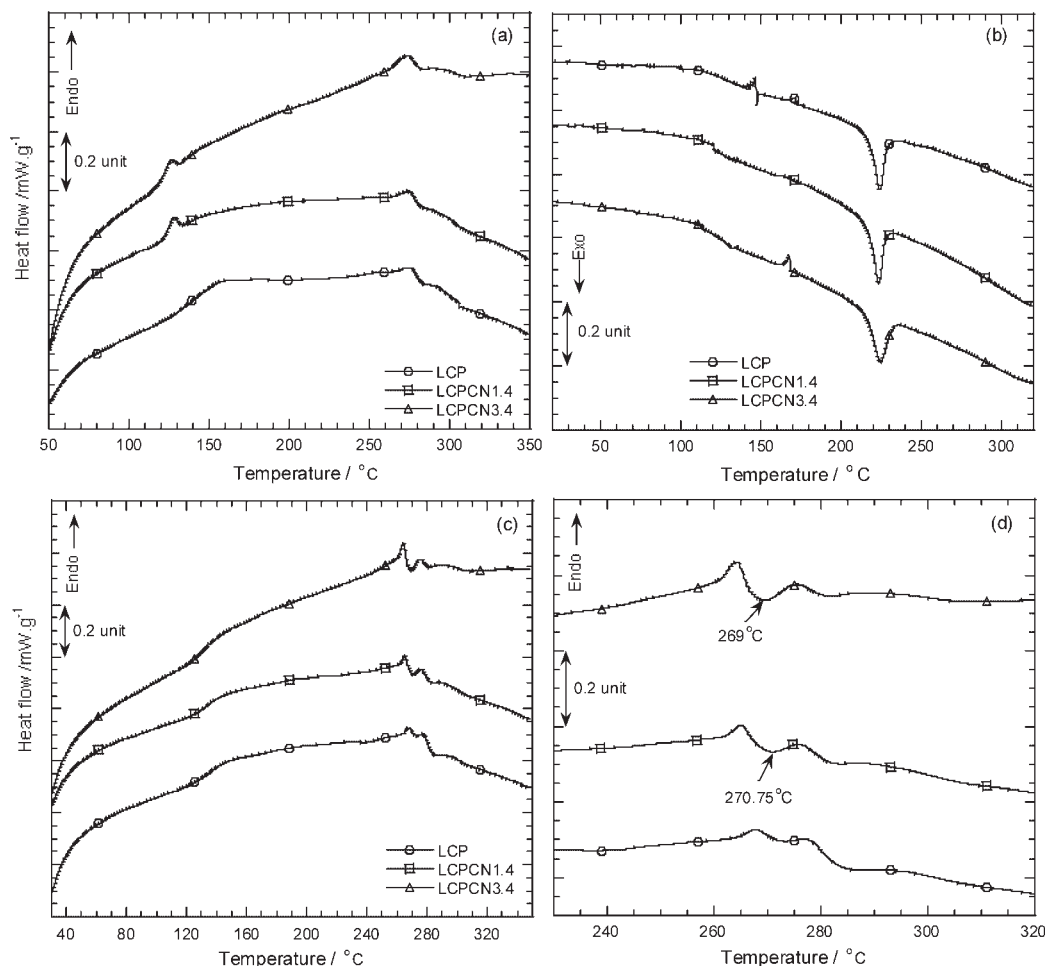 (a)
Endo
0.2 unit
Heat flow /mW.g-1
LCP
LCPCN1.4
LCPCN3.4
50 100 150 200 250 300 350
Temperature / °C
(b)
Exo
0.2 unit
LCP
LCPCN1.4
LCPCN3.4
50 100 150 200 250 300
Temperature / °C
(c)
Endo
0.2 unit
Heat flow /mW.g-1
LCP
LCPCN1.4
LCPCN3.4
40 80 120 160 200 240 280 320
Temperature / °C
(d)
Endo
269°C
0.2 unit
270.75°C
240 260 280 300 320
Temperature / °C